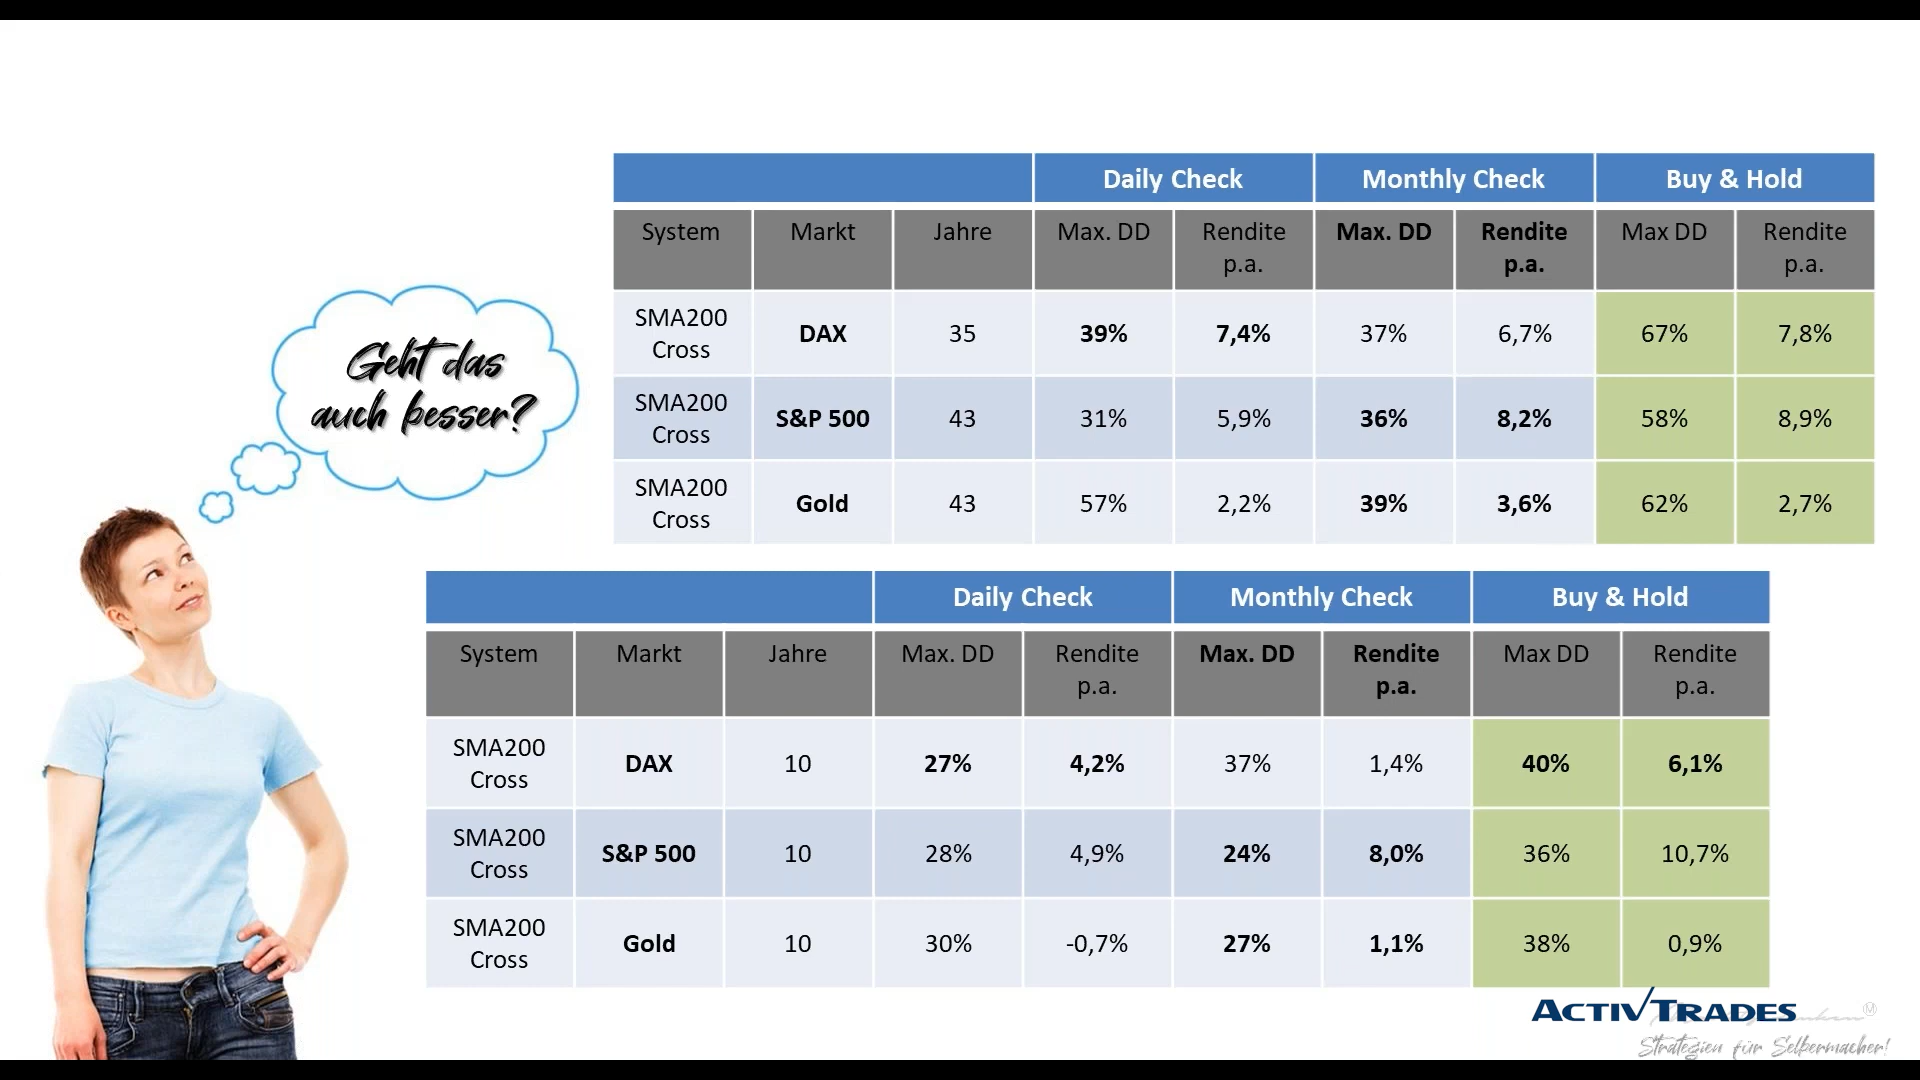 Geht das
auch besser?
Daily Check Monthly Check Buy & Hold
System Markt Jahre Max. DD Rendite p.a. Max. DD Rendite p.a. Max DD Rendite p.a.
SMA200 Cross DAX 35 39% 7,4% 37% 6,7% 67% 7,8%
SMA200 Cross S&P 500 43 31% 5,9% 36% 8,2% 58% 8,9%
SMA200 Cross Gold 43 57% 2,2% 39% 3,6% 62% 2,7%
Daily Check Monthly Check Buy & Hold
System Markt Jahre Max. DD Rendite p.a. Max. DD Rendite p.a. Max DD Rendite p.a.
SMA200 Cross DAX 10 27% 4,2% 37% 1,4% 40% 6,1%
SMA200 Cross S&P 500 10 28% 4,9% 24% 8,0% 36% 10,7%
SMA200 Cross Gold 10 30% -0,7% 27% 1,1% 38% 0,9%
ACTIVTRADES
Strategien für Selbermacher!